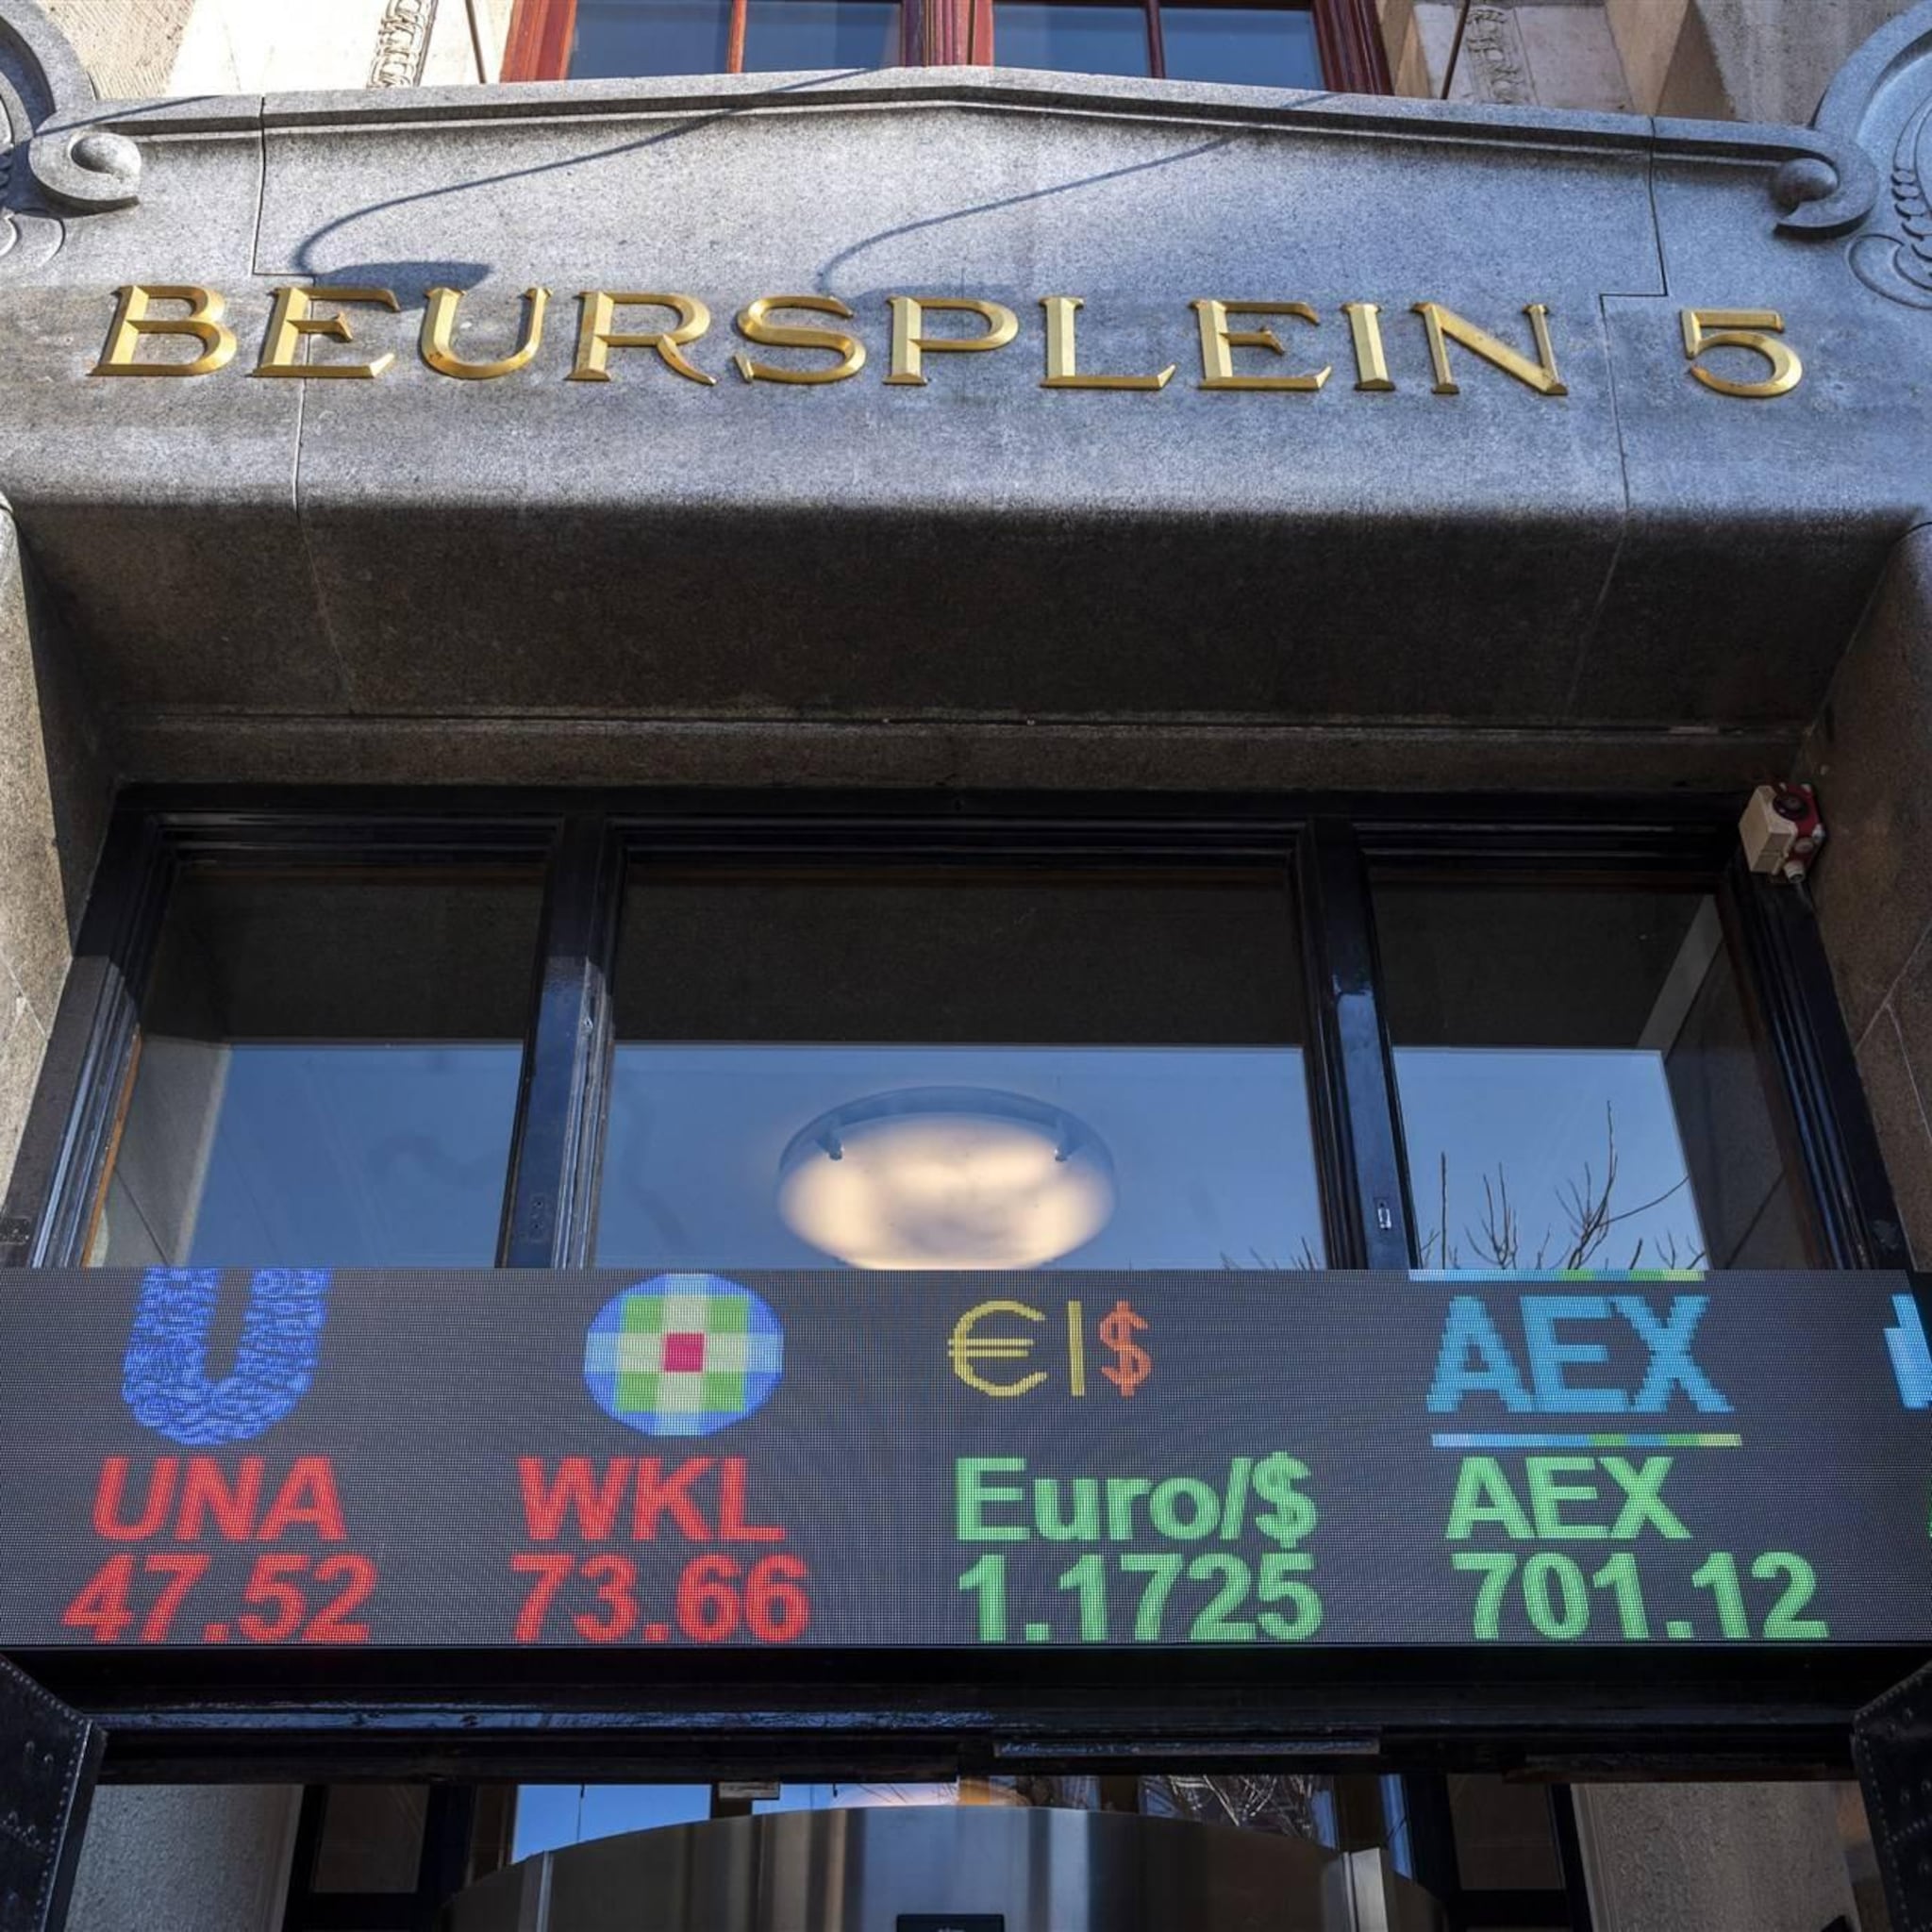 BEURSPLEIN 5
€|$ AEX
UNA WKL Euro/$ AEX
47.52 73.66 1.1725 701.12